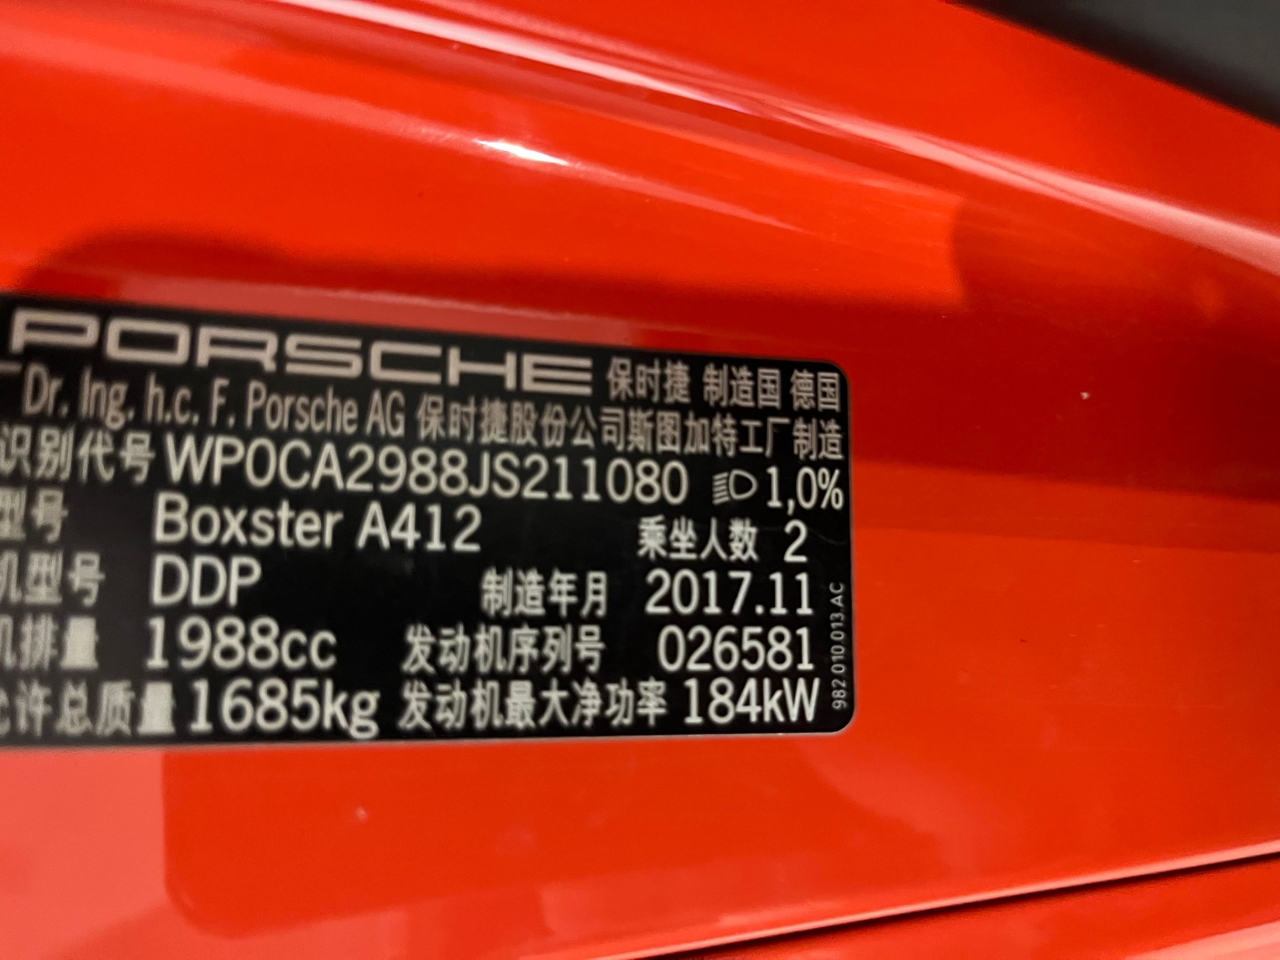 PORSCHE 保时捷 制造国 德国
Dr. Ing. h.c. F. Porsche AG 保时捷股份公司斯图加特工厂制造
识别代号 WP0CA2988JS211080 1,0%
型号 Boxster A412 乘坐人数 2
机型号 DDP 制造年月 2017.11
机排量 1988cc 发动机序列号 026581
允许总质量 1685kg 发动机最大净功率 184kW
982.010.013.AC